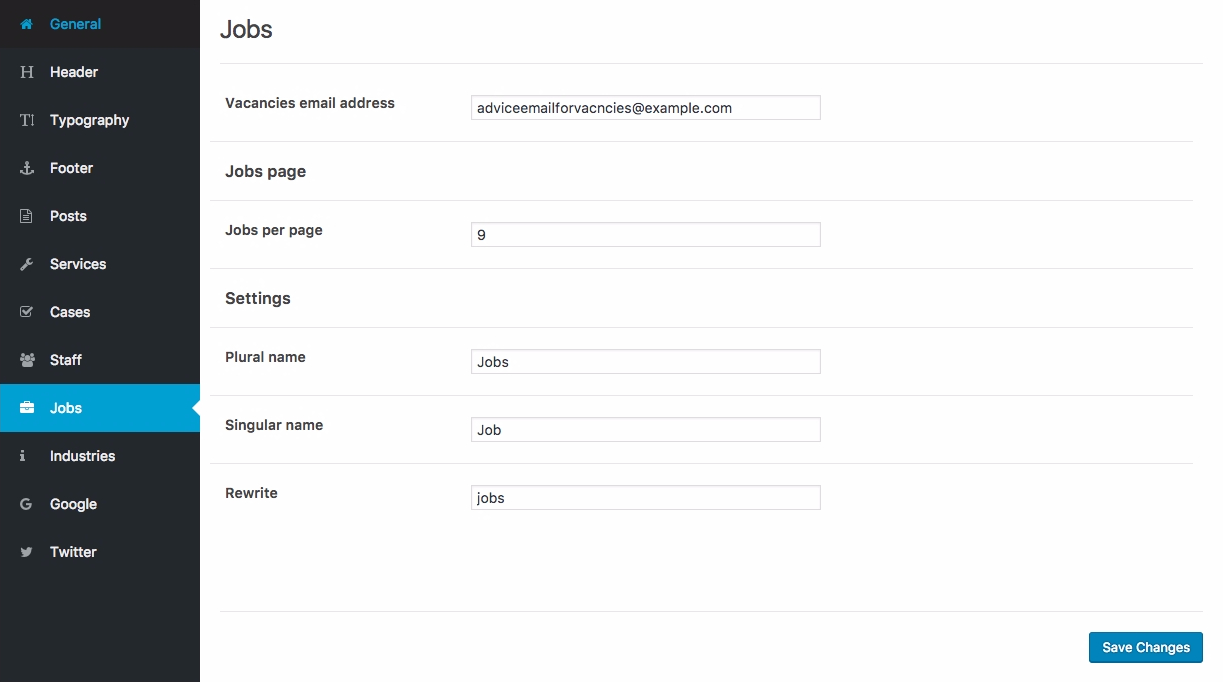 General
Header
Typography
Footer
Posts
Services
Cases
Staff
Jobs
Industries
Google
Twitter
Jobs
Vacancies email address
adviceemailforvacncies@example.com
Jobs page
Jobs per page
9
Settings
Plural name
Jobs
Singular name
Job
Rewrite
jobs
Save Changes